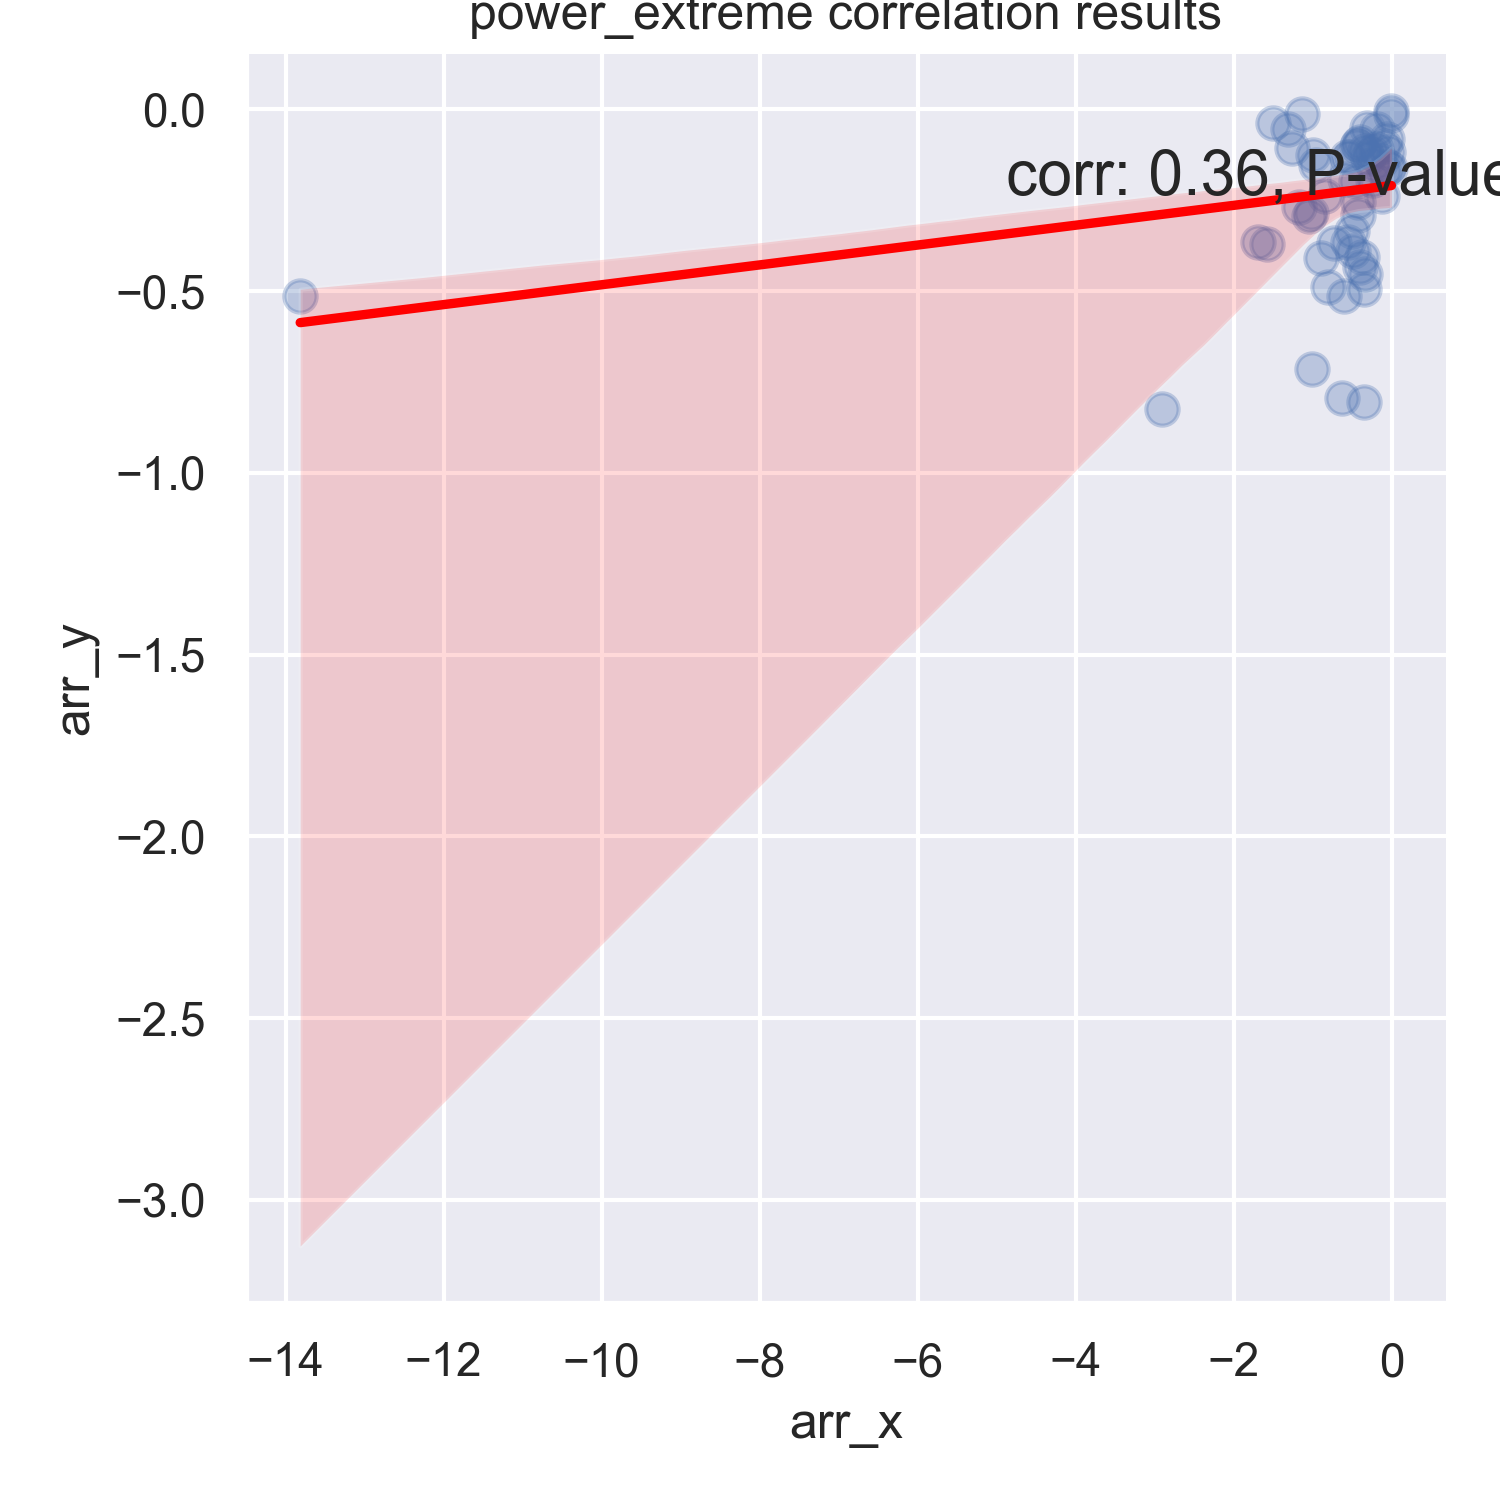 power_extreme correlation results
corr: 0.36, P-value
0.0
−0.5
−1.0
−1.5
−2.0
−2.5
−3.0
arr_y
−14 −12 −10 −8 −6 −4 −2 0
arr_x